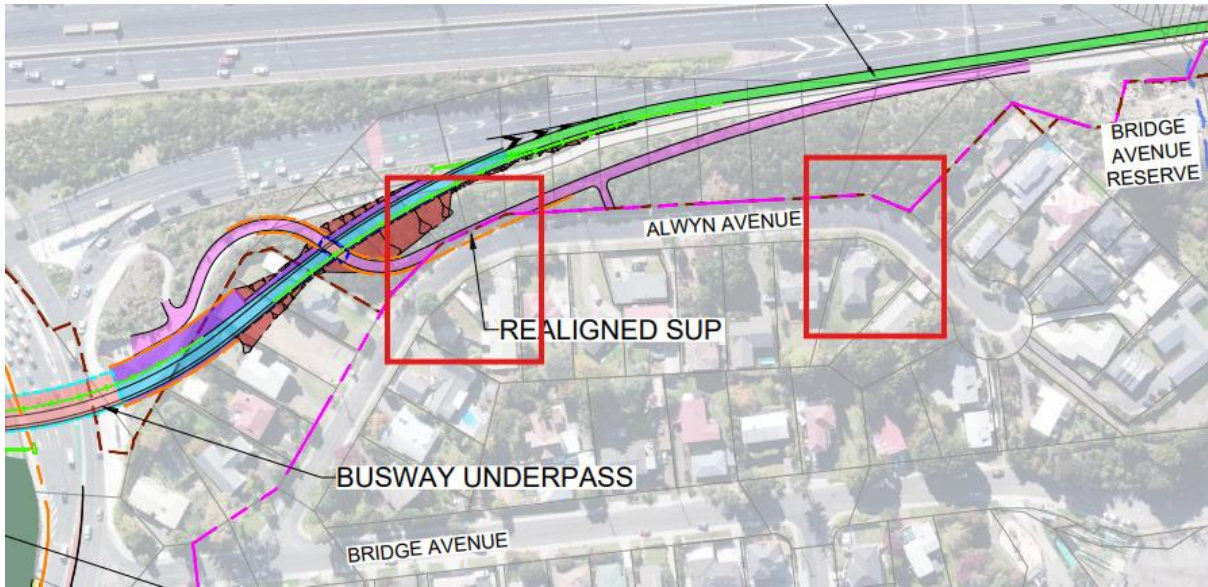 BRIDGE
AVENUE
RESERVE
ALWYN AVENUE
REALIGNED SUP
BUSWAY UNDERPASS
BRIDGE AVENUE